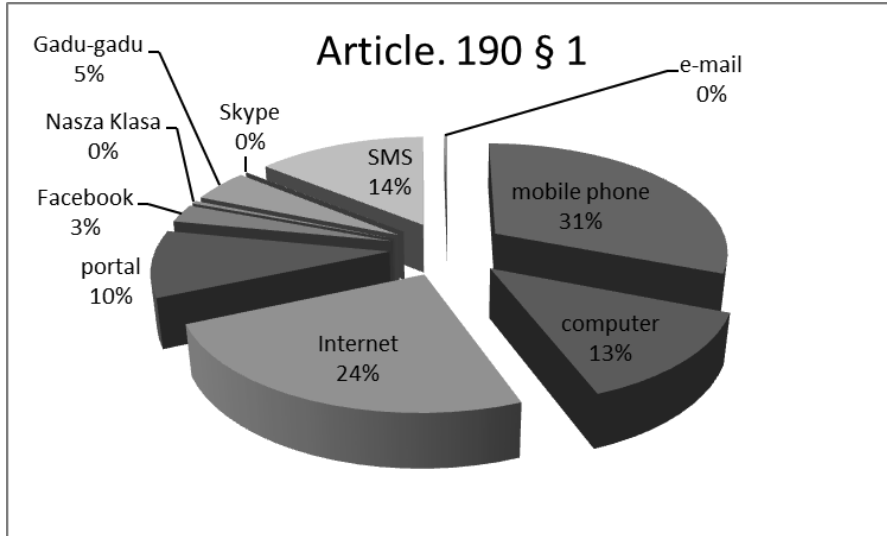 Article. 190 § 1
Gadu-gadu
5%
Nasza Klasa
0%
Facebook
3%
portal
10%
Skype
0%
SMS
14%
e-mail
0%
mobile phone
31%
computer
13%
Internet
24%